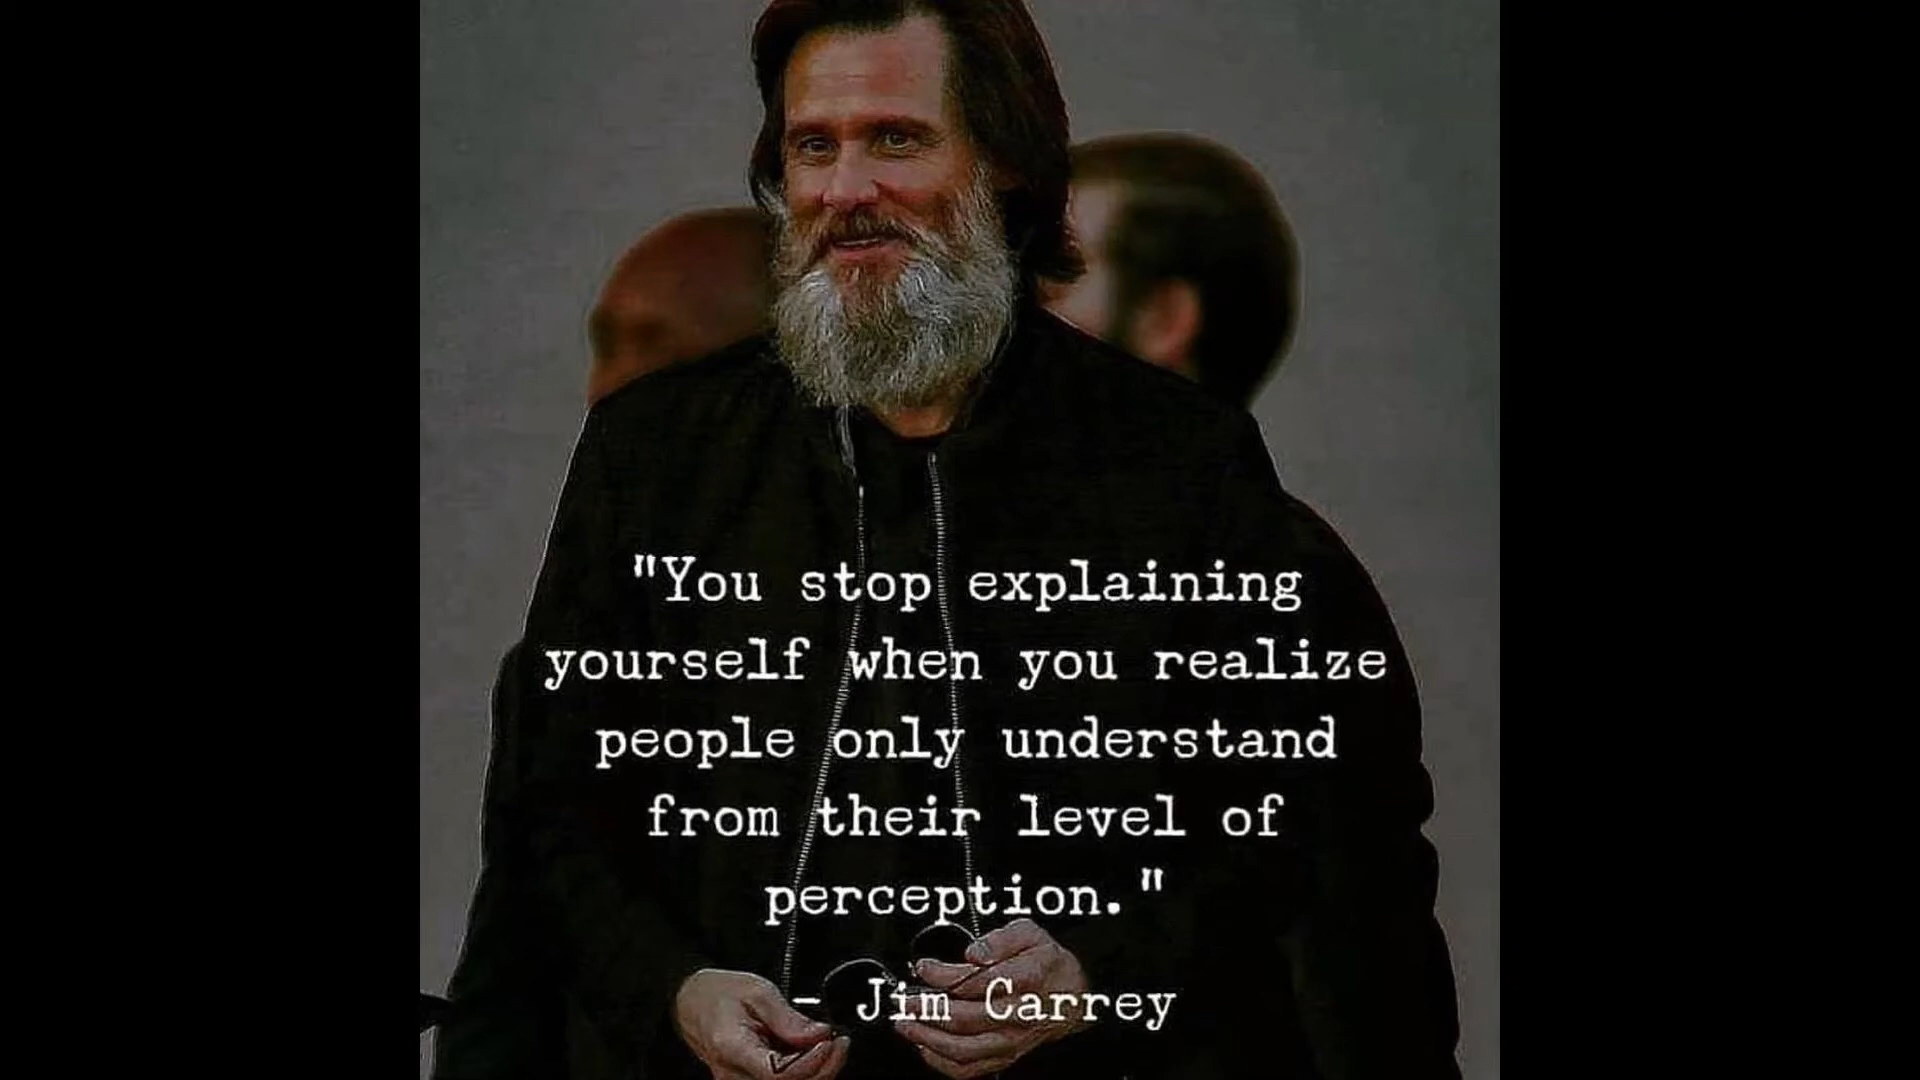 "You stop explaining
yourself when you realize
people only understand
from their level of
perception."
- Jim Carrey